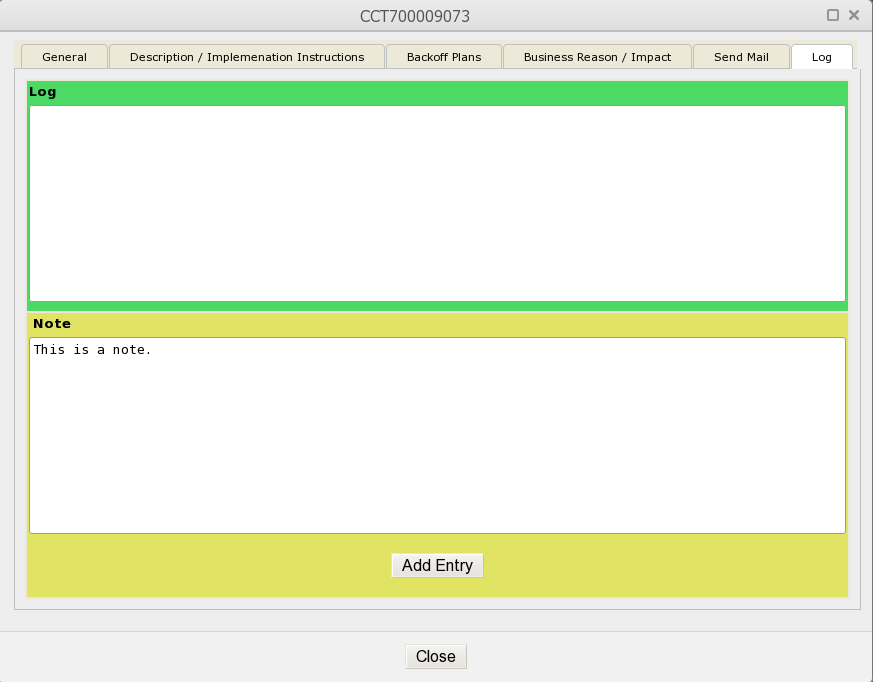 CCT700009073
General Description / Implemenation Instructions Backoff Plans Business Reason / Impact Send Mail Log
Log
Note
This is a note.
Add Entry
Close